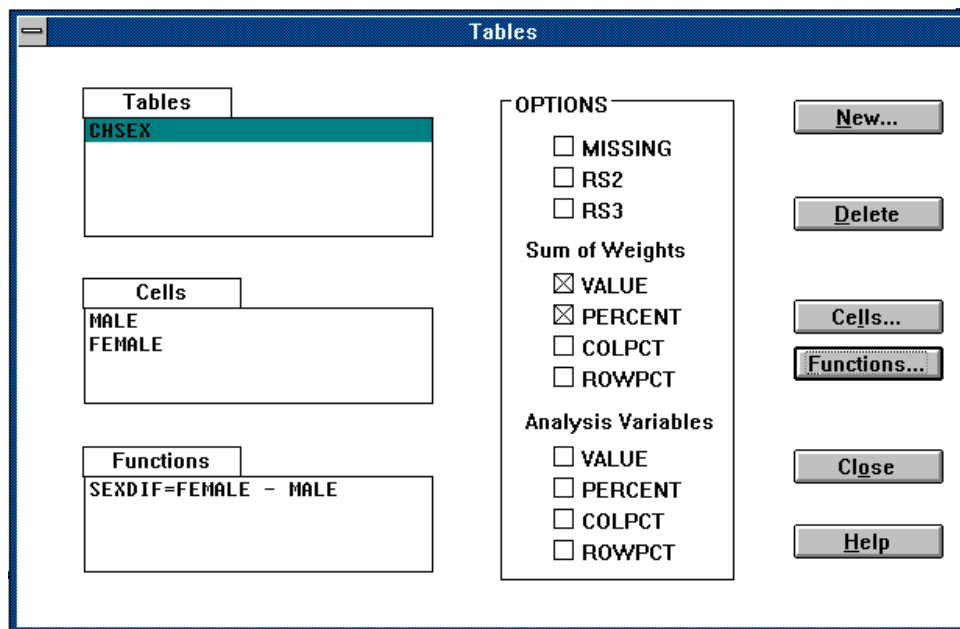 Tables
Tables
CHSEX
Cells
MALE
FEMALE
Functions
SEXDIF=FEMALE - MALE
OPTIONS
MISSING
RS2
RS3
Sum of Weights
VALUE
PERCENT
COLPCT
ROWPCT
Analysis Variables
VALUE
PERCENT
COLPCT
ROWPCT
New...
Delete
Cells...
Functions...
Close
Help